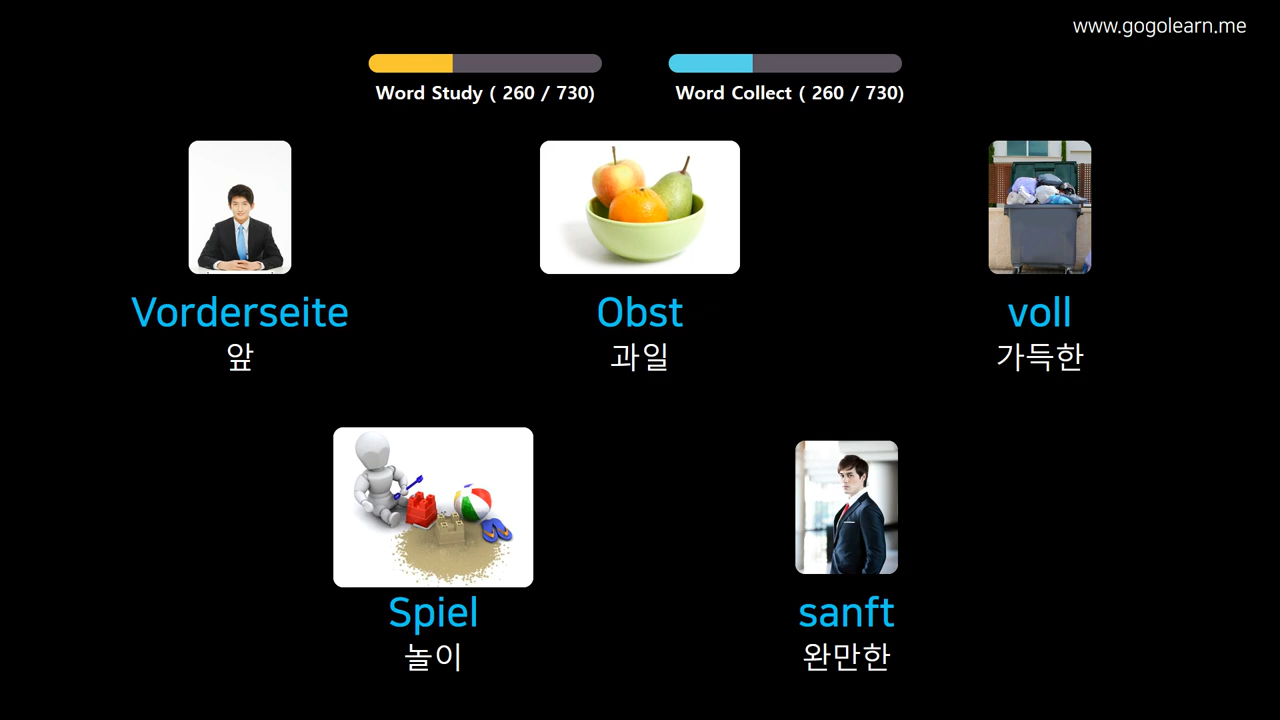 www.gogolearn.me
Word Study ( 260 / 730)
Word Collect ( 260 / 730)
Vorderseite
앞
Obst
과일
voll
가득한
Spiel
놀이
sanft
완만한